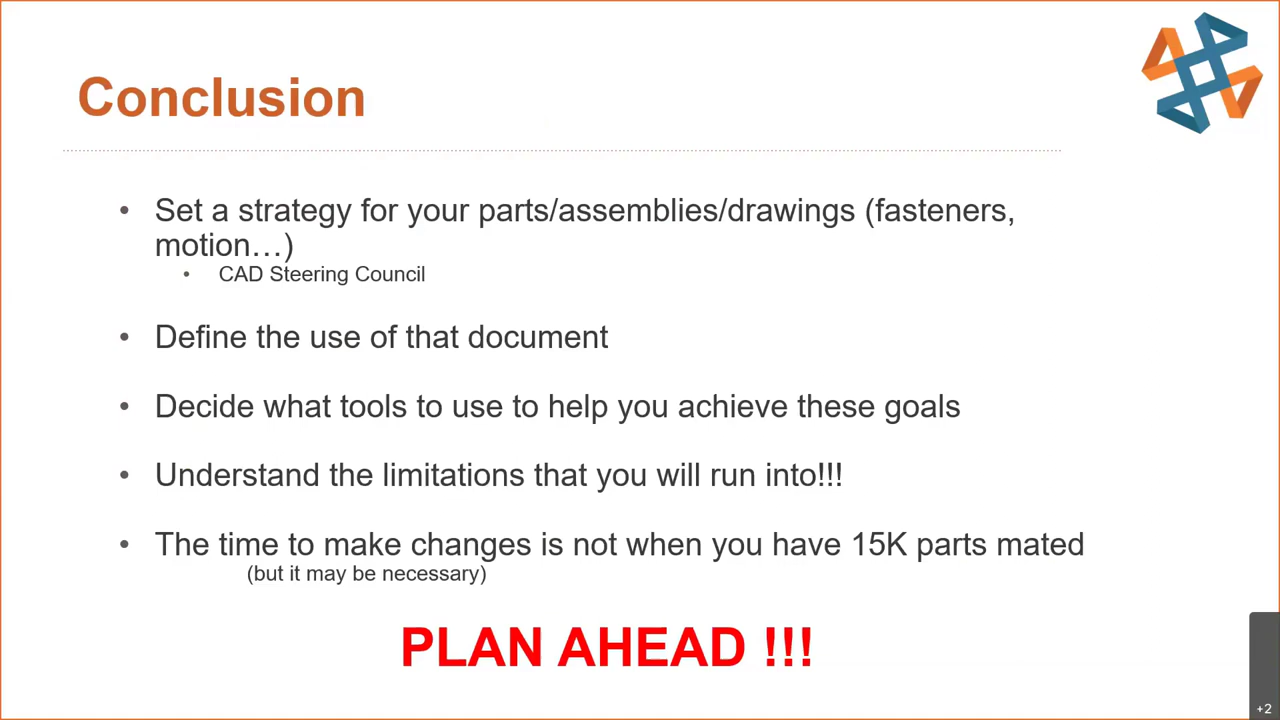 Conclusion
• Set a strategy for your parts/assemblies/drawings (fasteners,
motion…)
• CAD Steering Council
• Define the use of that document
• Decide what tools to use to help you achieve these goals
• Understand the limitations that you will run into!!!
• The time to make changes is not when you have 15K parts mated
(but it may be necessary)
PLAN AHEAD !!!
+2